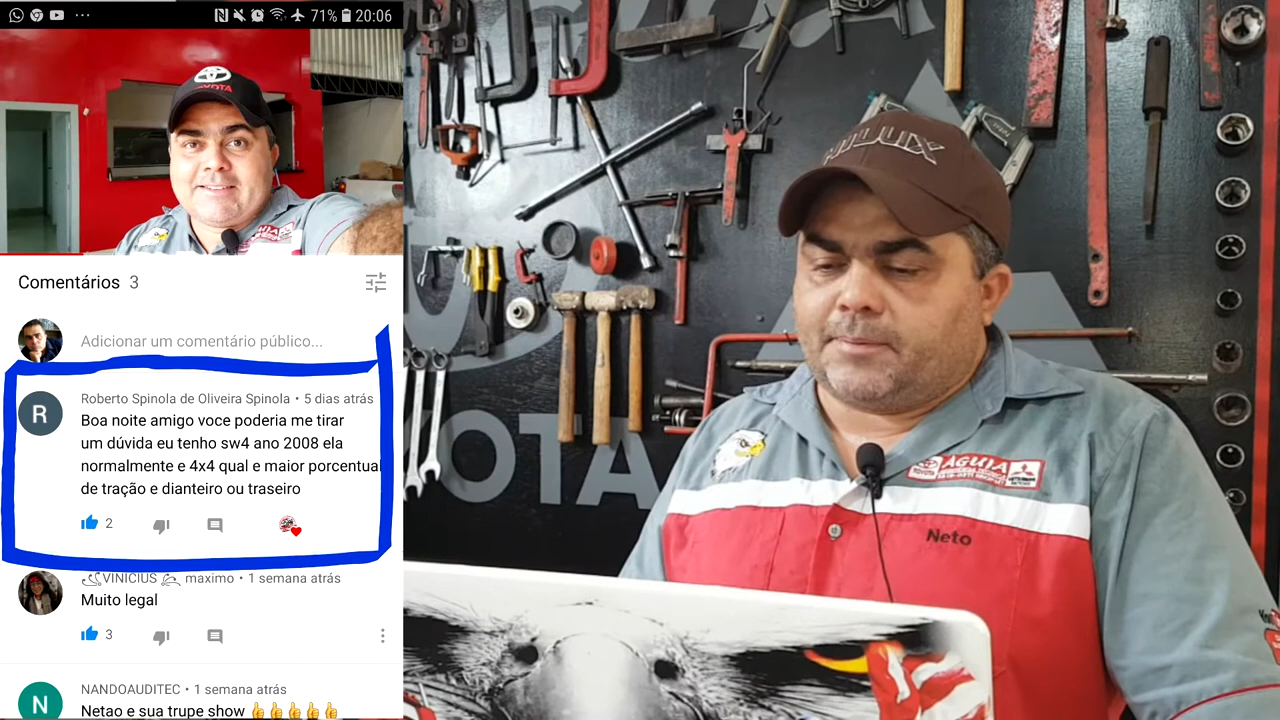 71% 20:06
TOYOTA
Comentários 3
Adicionar um comentário público...
R
Roberto Spinola de Oliveira Spinola • 5 dias atrás
Boa noite amigo voce poderia me tirar
um dúvida eu tenho sw4 ano 2008 ela
normalmente e 4x4 qual e maior porcentual
de tração e dianteiro ou traseiro
2
VINICIUS maximo • 1 semana atrás
Muito legal
3
N
NANDOAUDITEC • 1 semana atrás
Netao e sua trupe show 👍👍👍👍👍
HILUX
ÁGUIA
Neto
OTA